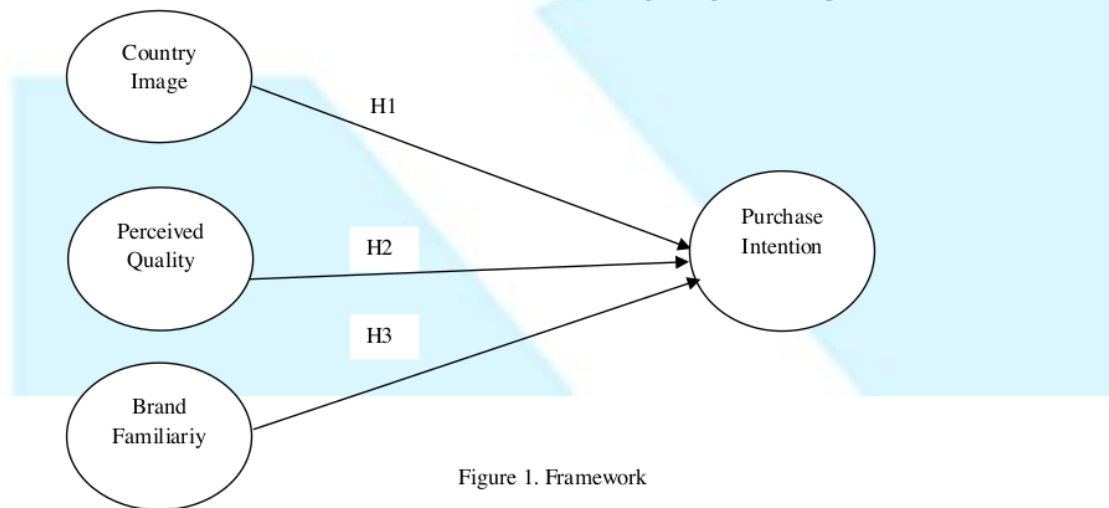 Country
Image
H1
Purchase
Intention
Perceived
Quality
H2
H3
Brand
Familiariy
Figure 1. Framework